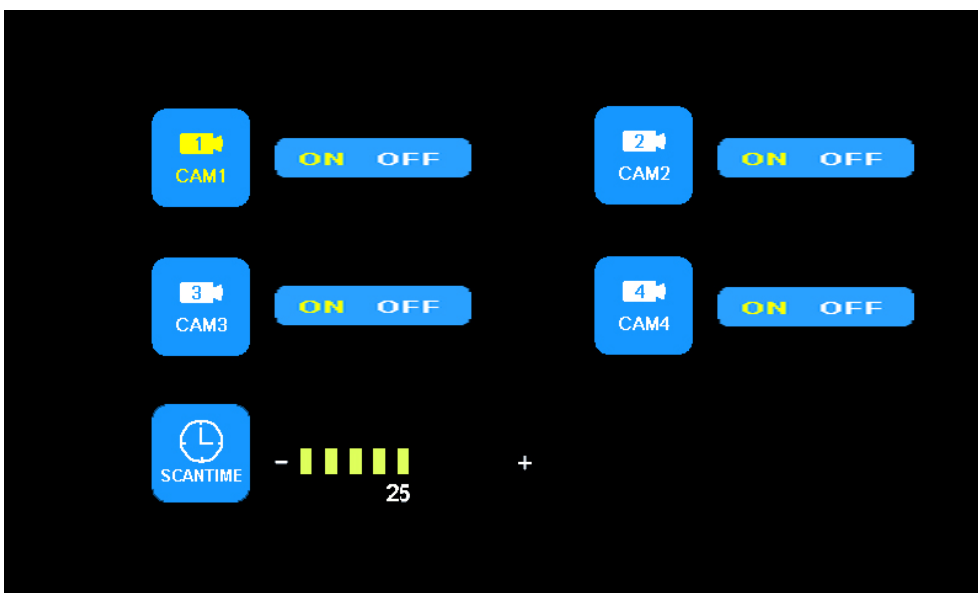 1
CAM1
ON OFF
2
CAM2
ON OFF
3
CAM3
ON OFF
4
CAM4
ON OFF
SCANTIME
- +
25